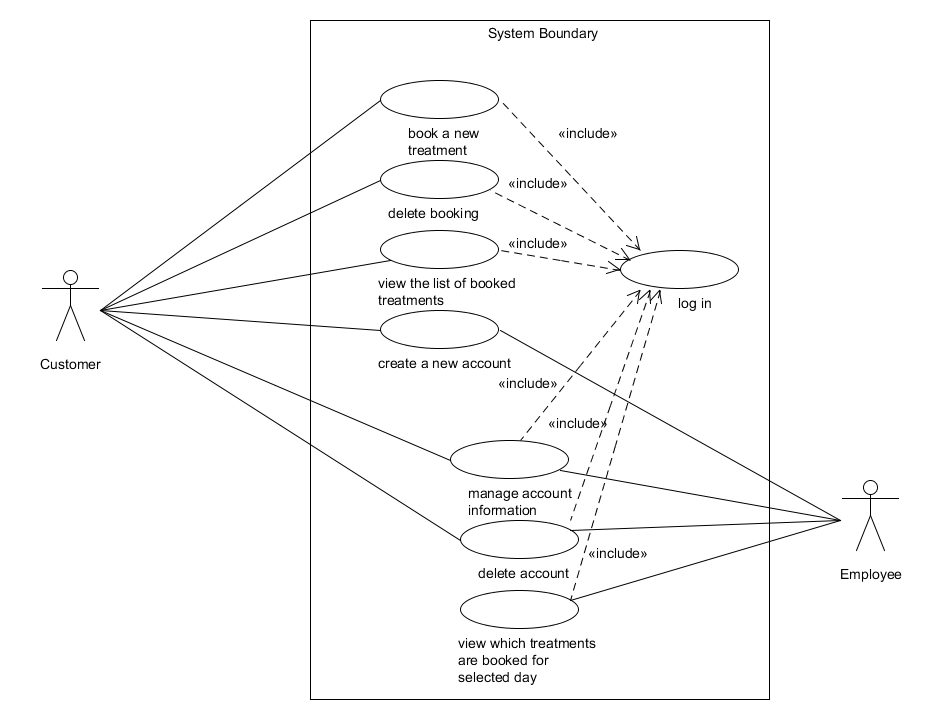 System Boundary
«include»
book a new
treatment
«include»
delete booking
«include»
view the list of booked
treatments
log in
Customer
create a new account
«include»
«include»
manage account
information
«include»
delete account
Employee
view which treatments
are booked for
selected day